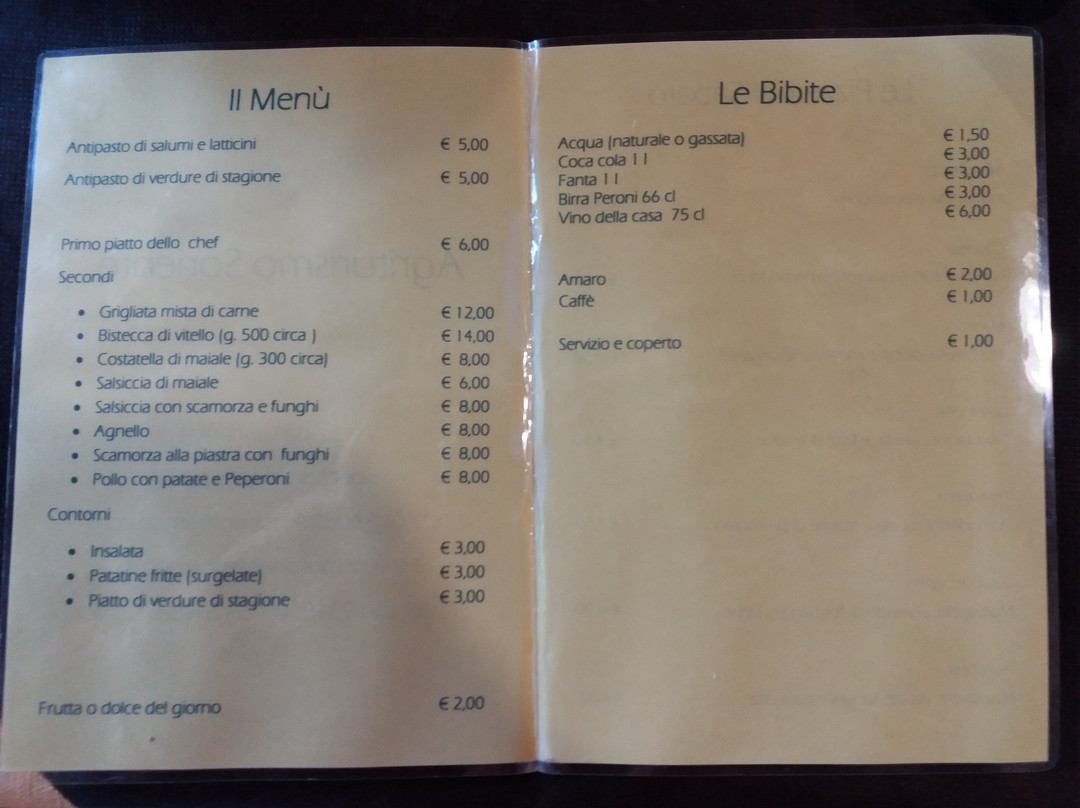 Il Menù
Antipasto di salumi e latticini € 5,00
Antipasto di verdure di stagione € 5,00
Primo piatto dello chef € 6,00
Secondi
• Grigliata mista di carne € 12,00
• Bistecca di vitello (g. 500 circa ) € 14,00
• Costatella di maiale (g. 300 circa) € 8,00
• Salsiccia di maiale € 6,00
• Salsiccia con scamorza e funghi € 8,00
• Agnello € 8,00
• Scamorza alla piastra con funghi € 8,00
• Pollo con patate e Peperoni € 8,00
Contorni
• Insalata € 3,00
• Patatine fritte (surgelate) € 3,00
• Piatto di verdure di stagione € 3,00
Frutta o dolce del giorno € 2,00
Le Bibite
Acqua (naturale o gassata) € 1,50
Coca cola 1 l € 3,00
Fanta 1 l € 3,00
Birra Peroni 66 cl € 3,00
Vino della casa 75 cl € 6,00
Amaro € 2,00
Caffè € 1,00
Servizio e coperto € 1,00